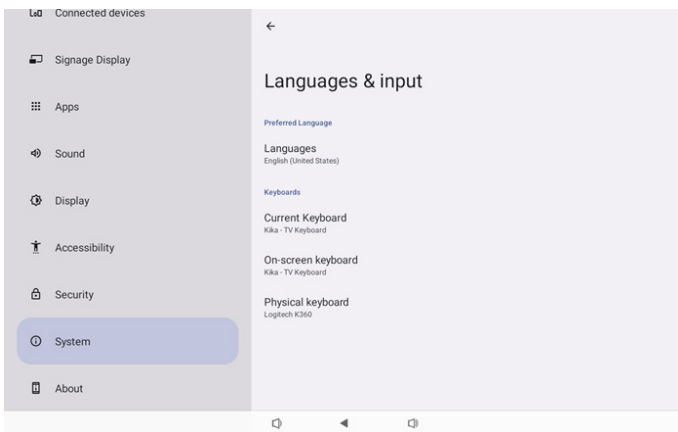 Connected devices
Signage Display
Apps
Sound
Display
Accessibility
Security
System
About
Languages & input
Preferred Language
Languages
English (United States)
Keyboards
Current Keyboard
Kika - TV Keyboard
On-screen keyboard
Kika - TV Keyboard
Physical keyboard
Logitech K360